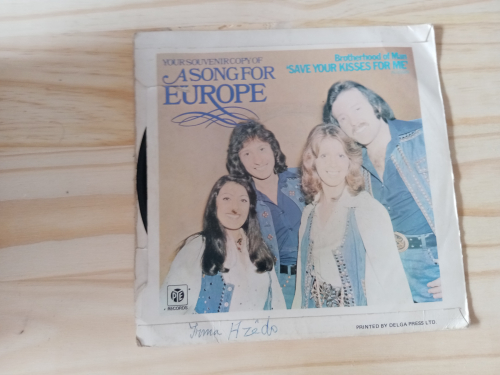 YOUR SOUVENIR COPY OF
A SONG FOR
EUROPE
Brotherhood of Man
'SAVE YOUR KISSES FOR ME'
PYE
RECORDS
PRINTED BY DELGA PRESS LTD.